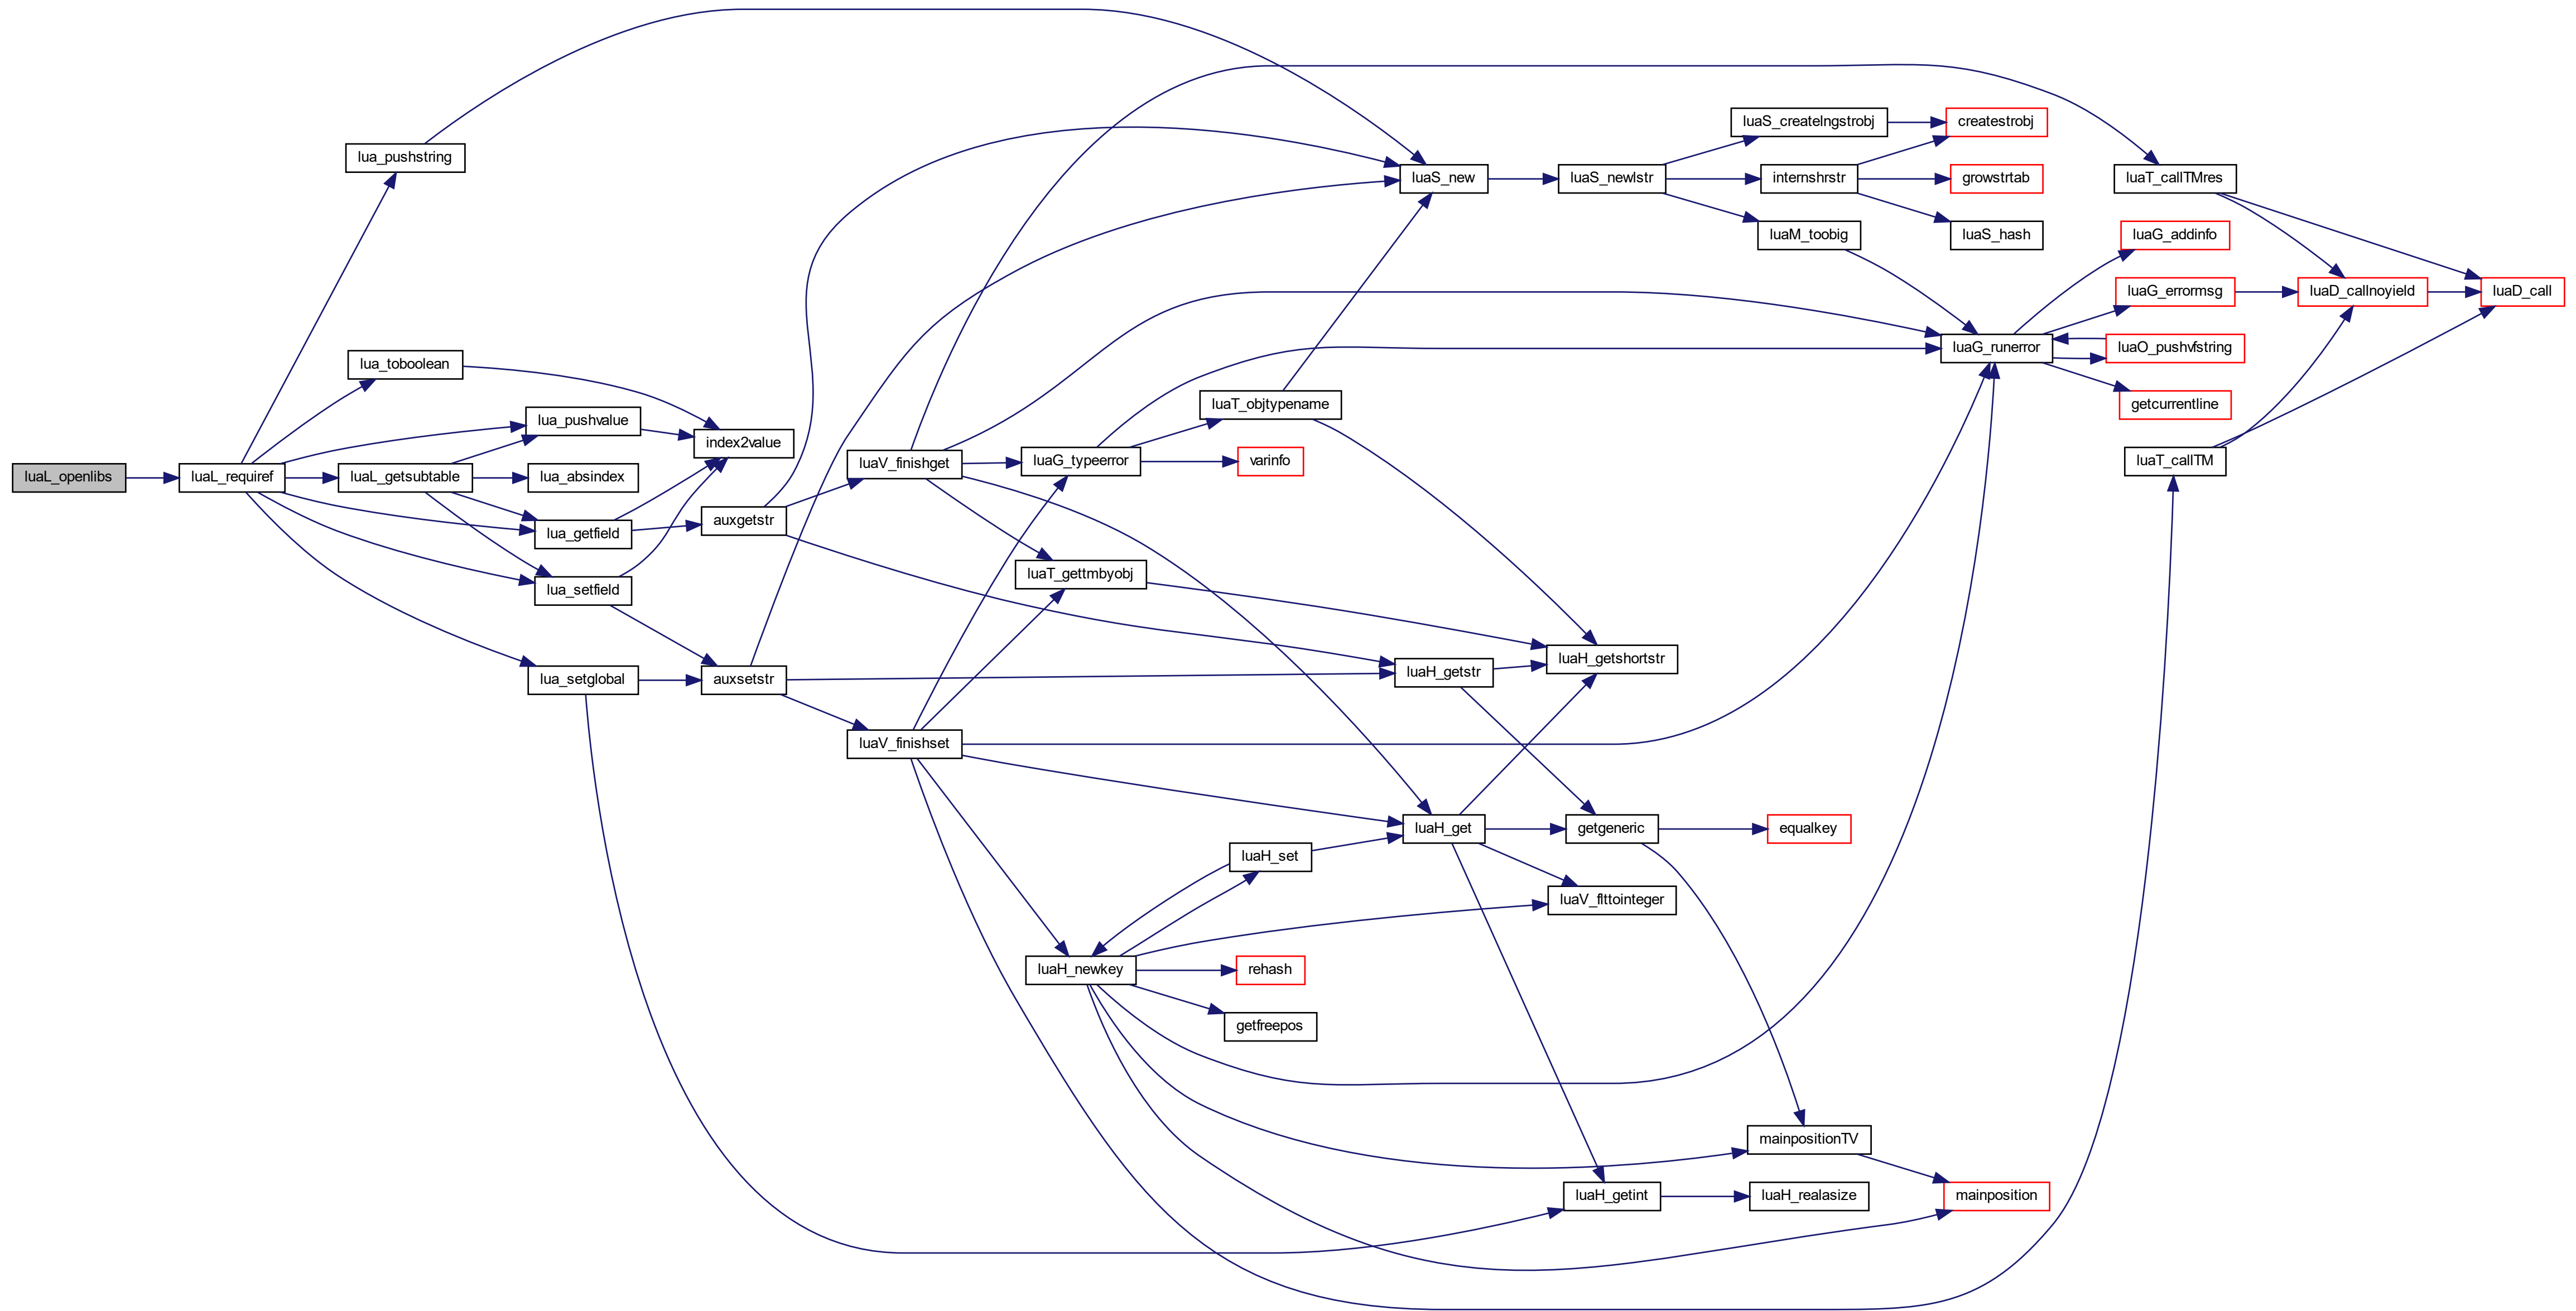 luaL_openlibs
luaL_requiref
lua_pushstring
lua_toboolean
luaL_getsubtable
lua_pushvalue
lua_absindex
lua_getfield
lua_setfield
lua_setglobal
index2value
auxgetstr
auxsetstr
luaV_finishget
luaV_finishset
luaG_typeerror
luaT_gettmbyobj
luaH_newkey
luaT_objtypename
varinfo
luaH_set
rehash
getfreepos
luaS_new
luaH_getstr
luaH_get
luaS_newlstr
luaH_getshortstr
getgeneric
luaV_flttointeger
luaH_getint
luaS_createlngstrobj
internshrstr
luaM_toobig
equalkey
mainpositionTV
luaH_realasize
createstrobj
growstrtab
luaS_hash
luaG_runerror
mainposition
luaT_callTMres
luaG_addinfo
luaG_errormsg
luaO_pushvfstring
getcurrentline
luaT_callTM
luaD_callnoyield
luaD_call